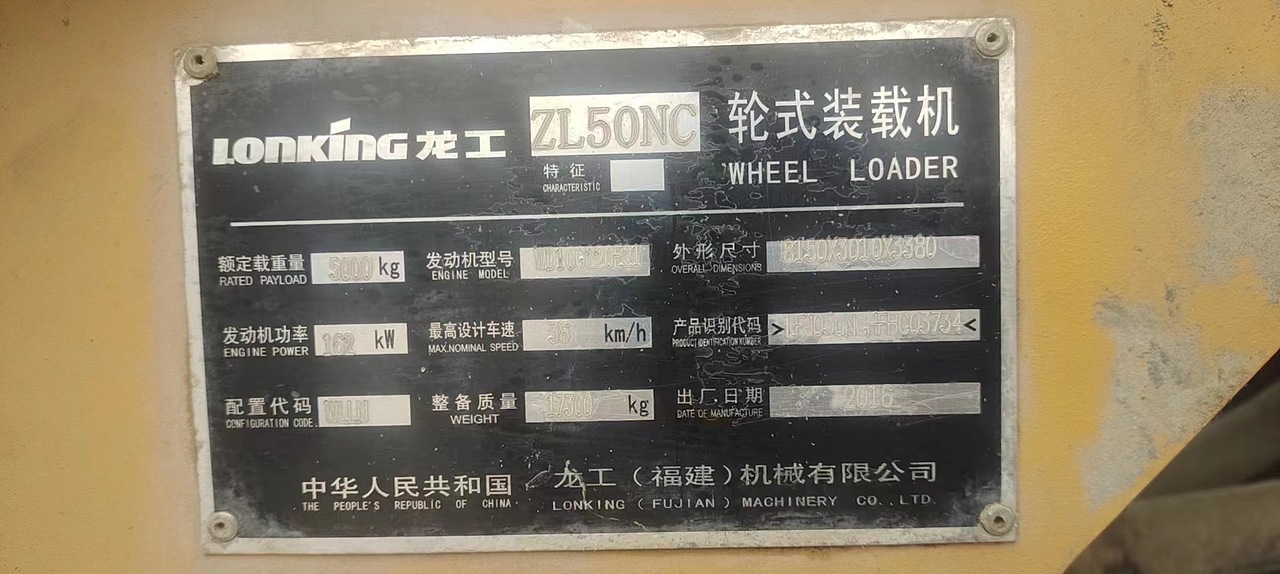 LONKING 龙工 ZL50NC 轮式装载机
特征
CHARACTERISTIC
WHEEL LOADER
额定载重量 5000 kg
RATED PAYLOAD
发动机型号
ENGINE MODEL
外形尺寸 8150X3010X3380
OVERALL DIMENSIONS
发动机功率 162 kW
ENGINE POWER
最高设计车速 36 km/h
MAX.NOMINAL SPEED
产品识别代码
PRODUCT IDENTIFICATION NUMBER
配置代码 WLLN
CONFIGURATION CODE
整备质量 17300 kg
WEIGHT
出厂日期 2016
DATE OF MANUFACTURE
中华人民共和国 龙工(福建)机械有限公司
THE PEOPLE'S REPUBLIC OF CHINA LONKING (FUJIAN) MACHINERY CO.,LTD.